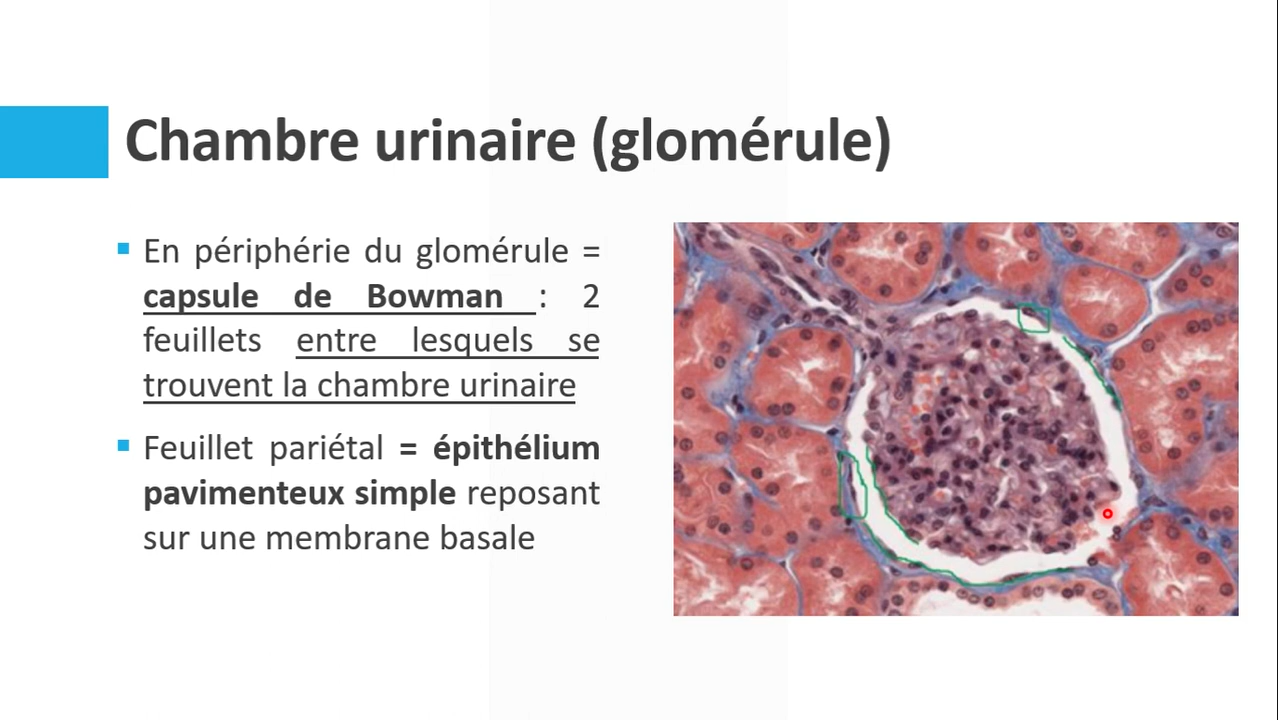 Chambre urinaire (glomérule)
En périphérie du glomérule =
capsule de Bowman : 2
feuillets entre lesquels se
trouvent la chambre urinaire
Feuillet pariétal = épithélium
pavimenteux simple reposant
sur une membrane basale